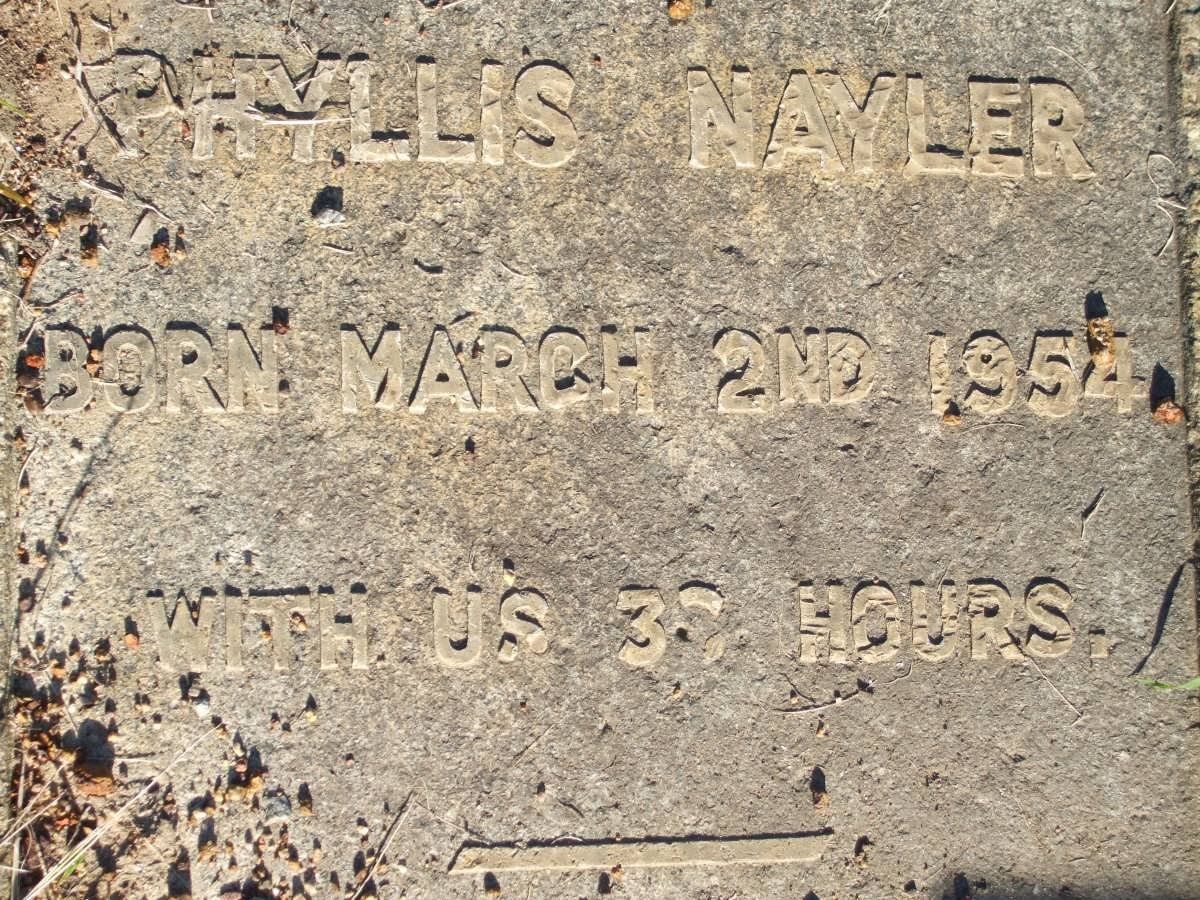 PHYLLIS NAYLER
BORN MARCH 2ND 1954
WITH US HOURS.